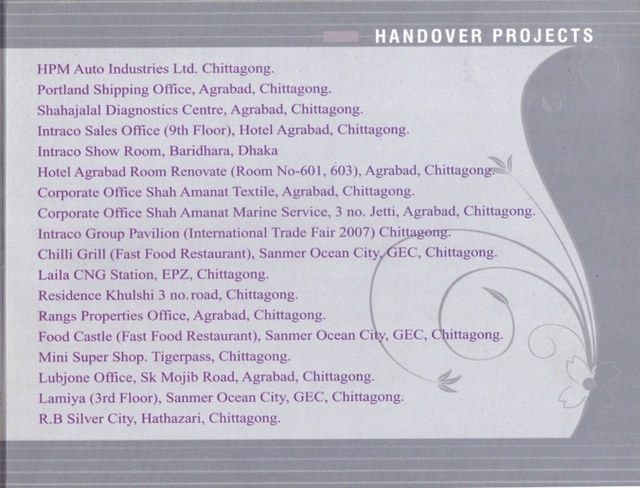 HANDOVER PROJECTS
HPM Auto Industries Ltd. Chittagong.
Portland Shipping Office, Agrabad, Chittagong.
Shahajalal Diagnostics Centre, Agrabad, Chittagong.
Intraco Sales Office (9th Floor), Hotel Agrabad, Chittagong.
Intraco Show Room, Baridhara, Dhaka
Hotel Agrabad Room Renovate (Room No-601, 603), Agrabad, Chittagong.
Corporate Office Shah Amanat Textile, Agrabad, Chittagong.
Corporate Office Shah Amanat Marine Service, 3 no. Jetti, Agrabad, Chittagong.
Intraco Group Pavilion (International Trade Fair 2007) Chittagong.
Chilli Grill (Fast Food Restaurant), Sanmer Ocean City, GEC, Chittagong.
Laila CNG Station, EPZ, Chittagong.
Residence Khulshi 3 no. road, Chittagong.
Rangs Properties Office, Agrabad, Chittagong.
Food Castle (Fast Food Restaurant), Sanmer Ocean City, GEC, Chittagong.
Mini Super Shop. Tigerpass, Chittagong.
Lubjone Office, Sk Mojib Road, Agrabad, Chittagong.
Lamiya (3rd Floor), Sanmer Ocean City, GEC, Chittagong.
R.B Silver City, Hathazari, Chittagong.